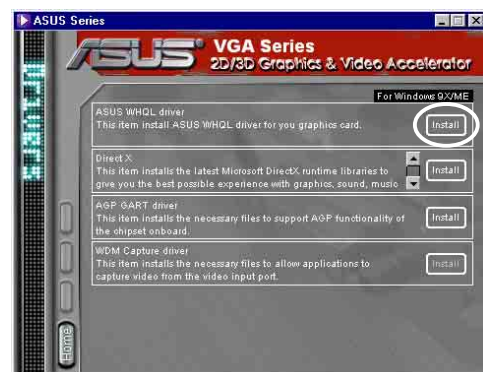 ASUS Series
ASUS VGA Series
2D/3D Graphics & Video Accelerator
For Windows 9X/ME
ASUS WHQL driver
This item install ASUS WHQL driver for you graphics card.
Install
Direct X
This item installs the latest Microsoft DirectX runtime libraries to
give you the best possible experience with graphics, sound, music
Install
AGP GART driver
This item installs the necessary files to support AGP functionality of
the chipset onboard.
Install
WDM Capture driver
This item installs the necessary files to allow applications to
capture video from the video input port.
Install
Home